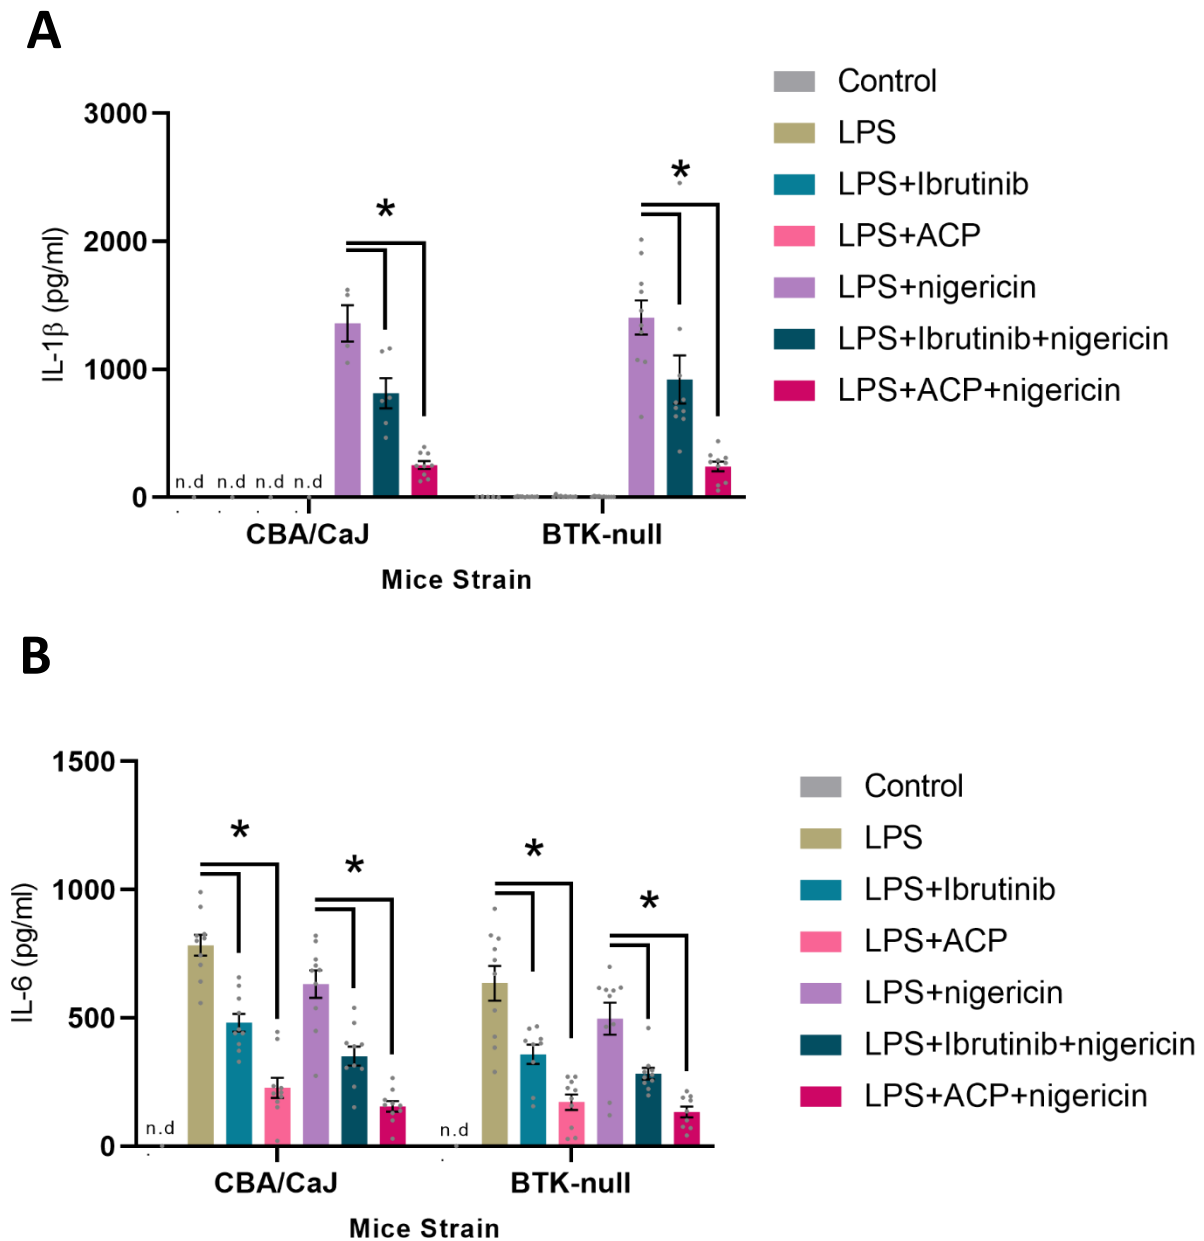 A
Control
LPS
LPS+Ibrutinib
LPS+ACP
LPS+nigericin
LPS+Ibrutinib+nigericin
LPS+ACP+nigericin
3000
2000
1000
0
IL-1β (pg/ml)
* *
n.d n.d n.d n.d
CBA/CaJ BTK-null
Mice Strain
B
Control
LPS
LPS+Ibrutinib
LPS+ACP
LPS+nigericin
LPS+Ibrutinib+nigericin
LPS+ACP+nigericin
1500
1000
500
0
IL-6 (pg/ml)
* * * *
n.d n.d
CBA/CaJ BTK-null
Mice Strain